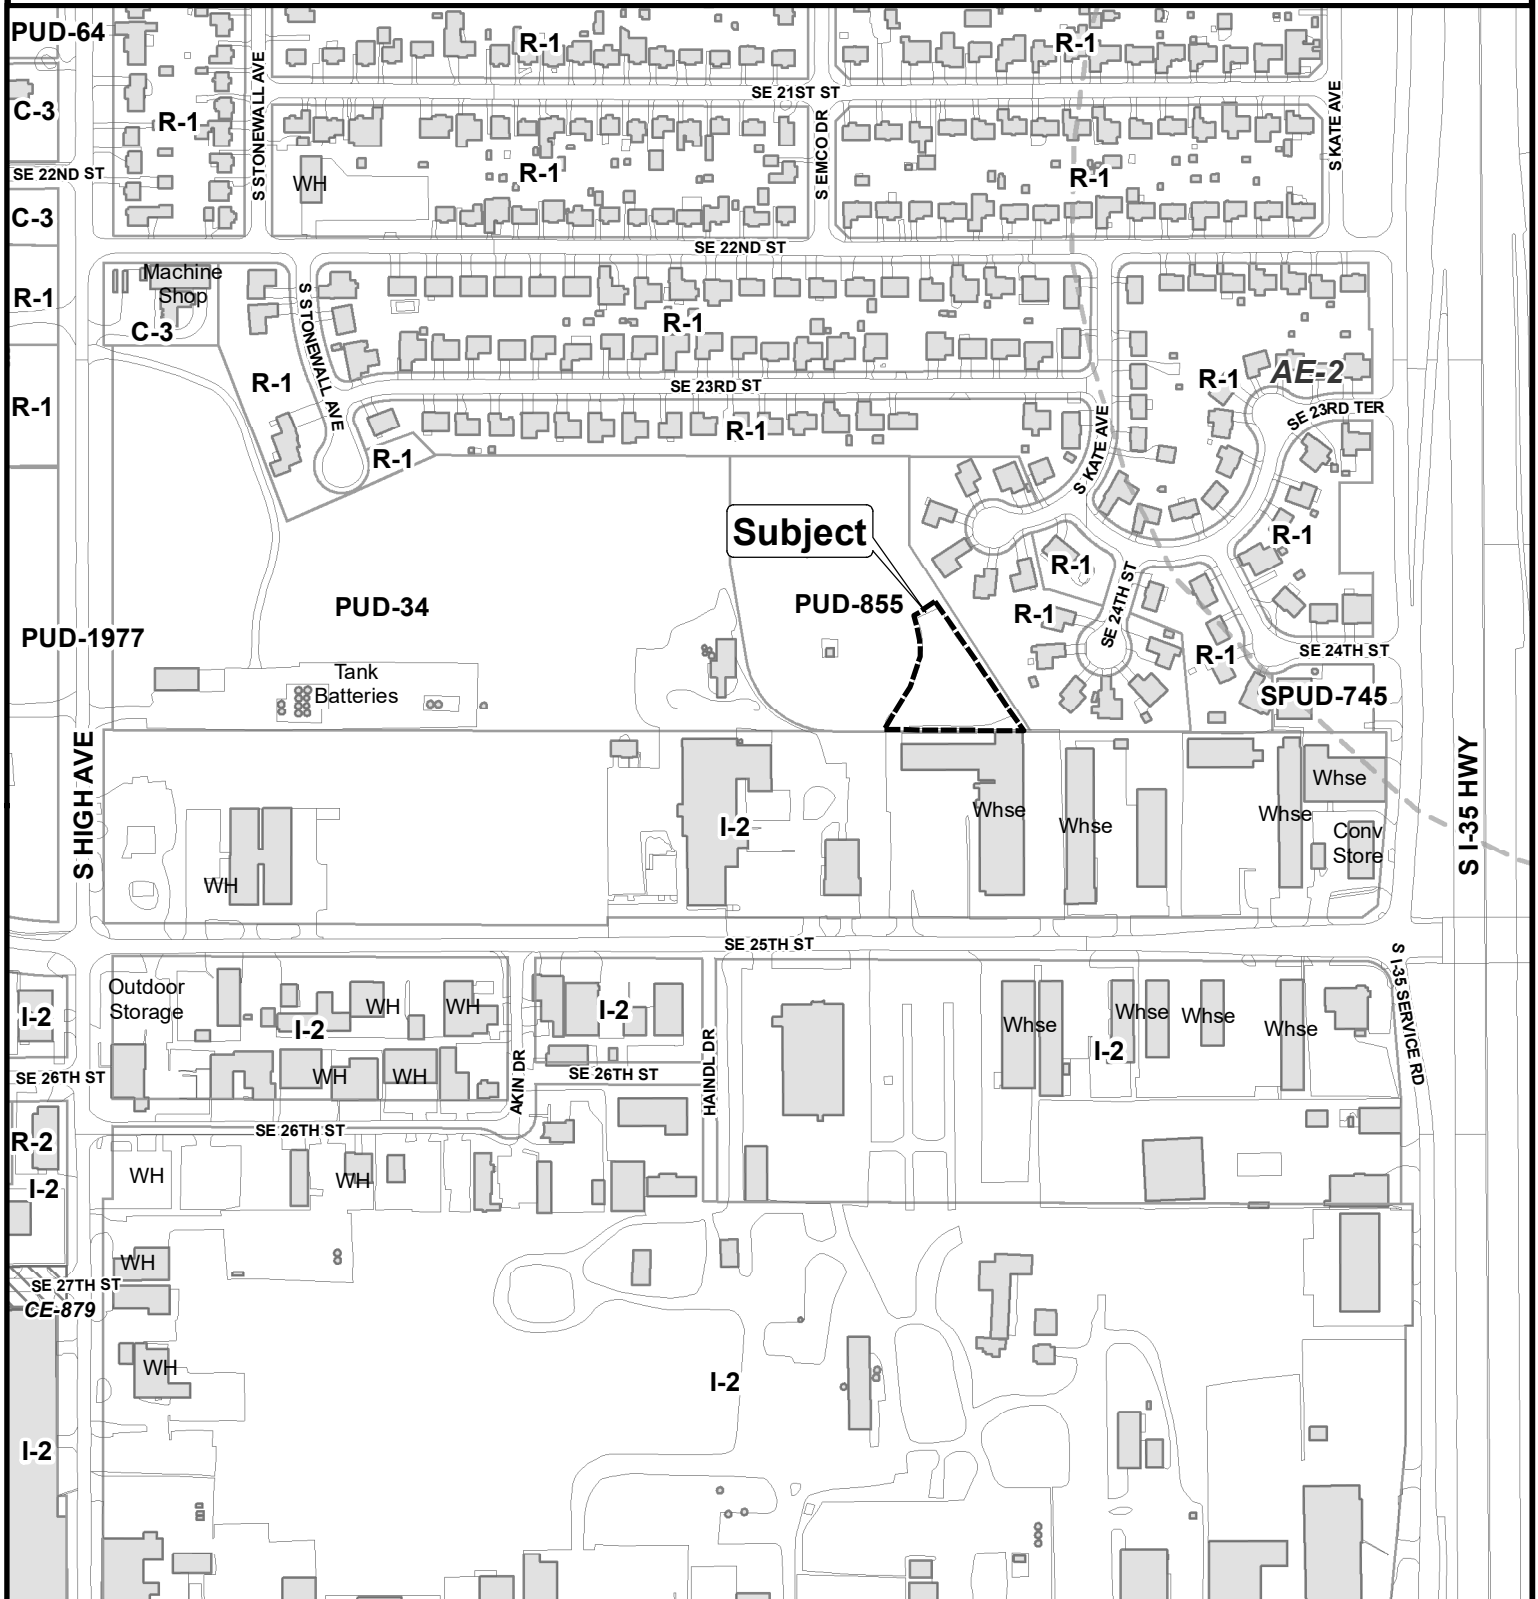 PUD-64
R-1
R-1
S STONEWALL AVE
SE 21ST ST
S KATE AVE
C-3
R-1
S EMCO DR
R-1
R-1
SE 22ND ST
WH
C-3
SE 22ND ST
Machine
Shop
C-3
R-1
S STONEWALL AVE
R-1
R-1
SE 23RD ST
R-1
AE-2
R-1
SE 23RD TER
R-1
R-1
R-1
S KATE AVE
Subject
R-1
R-1
SE 24TH ST
PUD-34
PUD-855
R-1
PUD-1977
R-1
SE 24TH ST
Tank
Batteries
SPUD-745
S HIGH AVE
S I-35 HWY
Whse
Whse
Whse
Whse
I-2
Conv
Store
WH
SE 25TH ST
S I-35 SERVICE RD
Outdoor
Storage
WH
WH
I-2
I-2
I-2
Whse
Whse
Whse
Whse
I-2
HAINDL DR
AKIN DR
SE 26TH ST
WH
WH
SE 26TH ST
SE 26TH ST
R-2
I-2
WH
WH
WH
SE 27TH ST
CE-879
WH
I-2
I-2